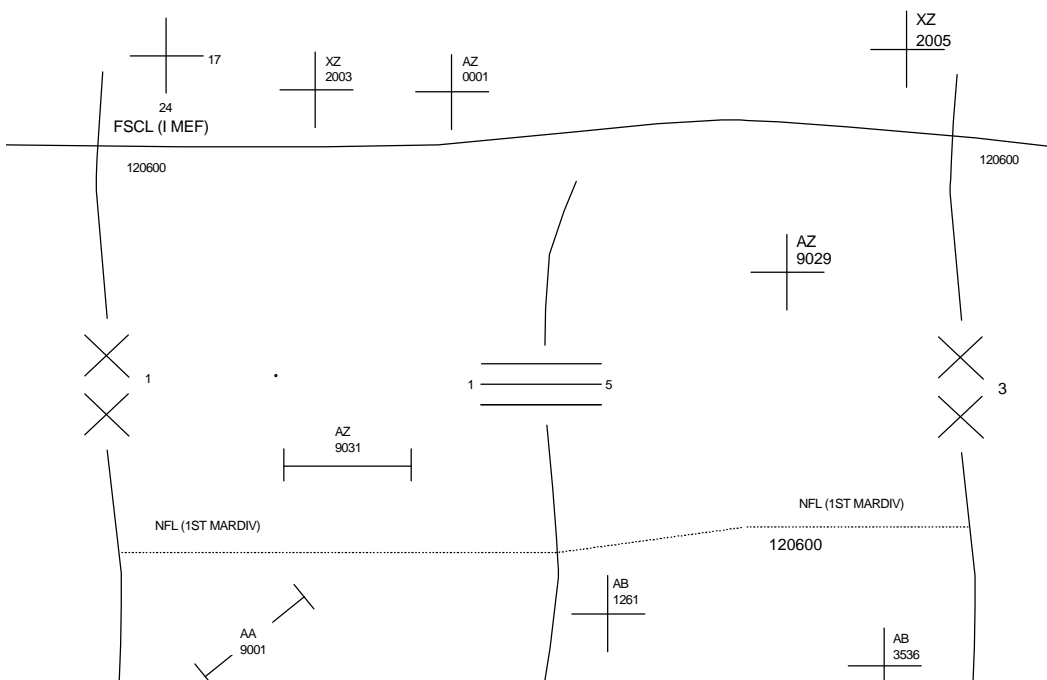 XZ
2005
17
XZ
2003
AZ
0001
24
FSCL (I MEF)
120600
120600
AZ
9029
1
1
5
3
AZ
9031
NFL (1ST MARDIV)
NFL (1ST MARDIV)
120600
AB
1261
AA
9001
AB
3536